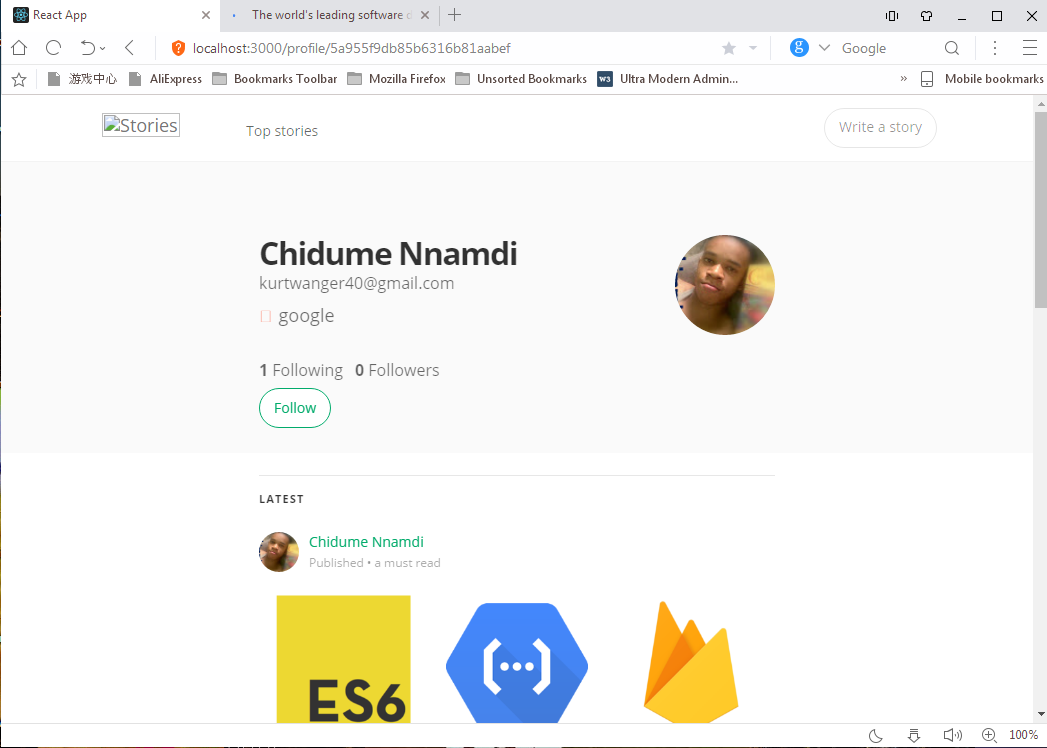 React App
The world's leading software d
localhost:3000/profile/5a955f9db85b6316b81aabef
Google
游戏中心 AliExpress Bookmarks Toolbar Mozilla Firefox Unsorted Bookmarks W3 Ultra Modern Admin... » Mobile bookmarks
Stories
Top stories
Write a story
Chidume Nnamdi
kurtwanger40@gmail.com
google
1 Following 0 Followers
Follow
LATEST
Chidume Nnamdi
Published • a must read
ES6
100%